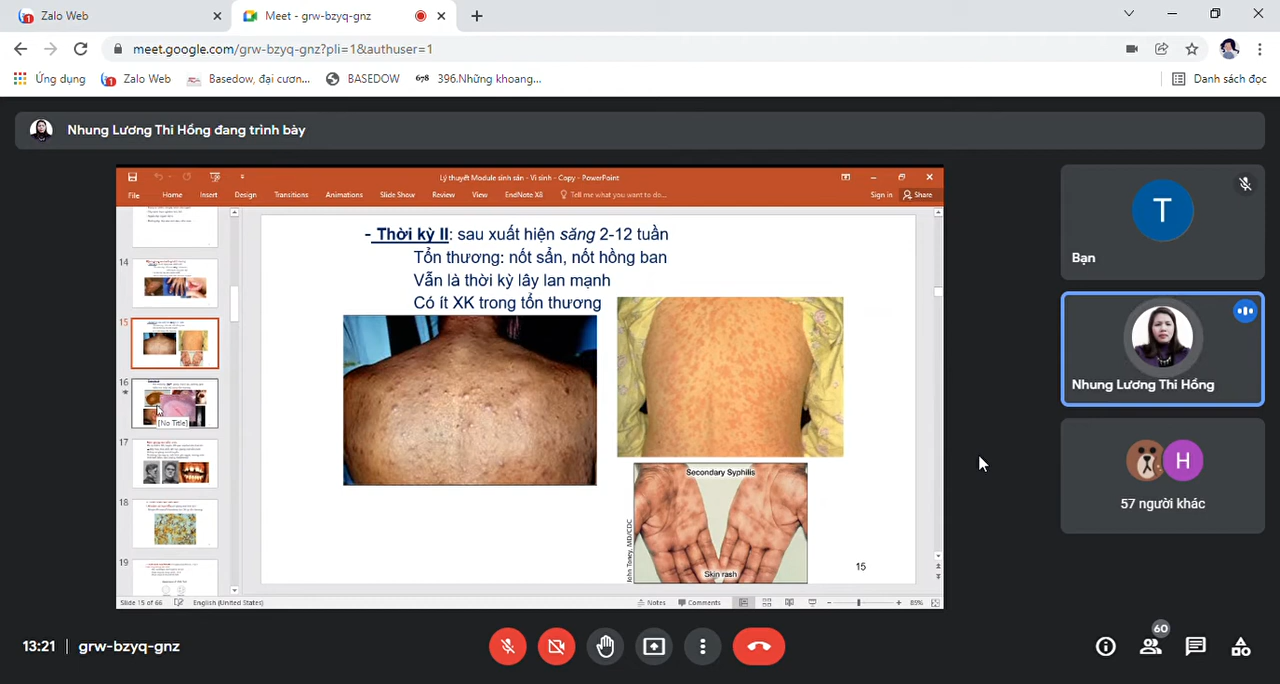 Zalo Web
Meet - grw-bzyq-gnz
meet.google.com/grw-bzyq-gnz?pli=1&authuser=1
Ứng dụng
Zalo Web
Basedow, đại cươn...
BASEDOW
396.Những khoang...
Danh sách đọc
Nhung Lương Thi Hồng đang trình bày
Lý thuyết Module sinh sản - Vi sinh - Copy - PowerPoint
File Home Insert Design Transitions Animations Slide Show Review View EndNote X8 Tell me what you want to do... Sign in Share
14
15
16
[No Title]
17
18
19
- Thời kỳ II: sau xuất hiện săng 2-12 tuần
Tổn thương: nốt sẩn, nốt hồng ban
Vẫn là thời kỳ lây lan mạnh
Có ít XK trong tổn thương
Secondary Syphilis
John Toney, MD/CDC
Skin rash
15
Slide 15 of 66 English (United States) Notes Comments 85%
T
Bạn
Nhung Lương Thi Hồng
H
57 người khác
13:21 | grw-bzyq-gnz
60